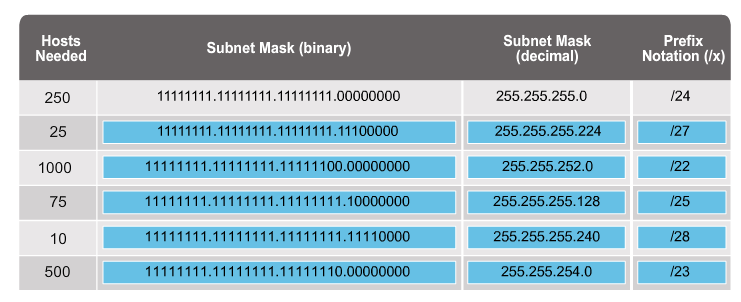 Hosts Needed Subnet Mask (binary) Subnet Mask (decimal) Prefix Notation (/x)
250 11111111.11111111.11111111.00000000 255.255.255.0 /24
25 11111111.11111111.11111111.11100000 255.255.255.224 /27
1000 11111111.11111111.11111100.00000000 255.255.252.0 /22
75 11111111.11111111.11111111.10000000 255.255.255.128 /25
10 11111111.11111111.11111111.11110000 255.255.255.240 /28
500 11111111.11111111.11111110.00000000 255.255.254.0 /23